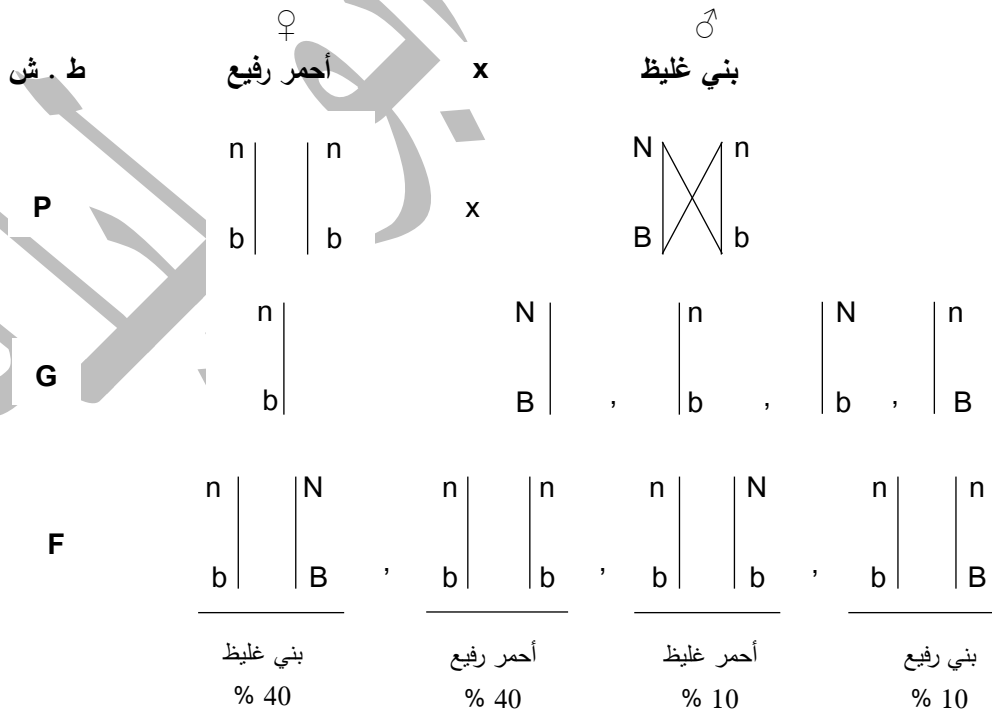 ♀ ♂
ط . ش أحمر رفيع x بني غليظ
n n N n
P x
b b B b
n N n N n
G
b B , b , b , B
n N n n n N n n
F
b B , b b , b b , b B
بني غليظ أحمر رفيع أحمر غليظ بني رفيع
% 40 % 40 % 10 % 10